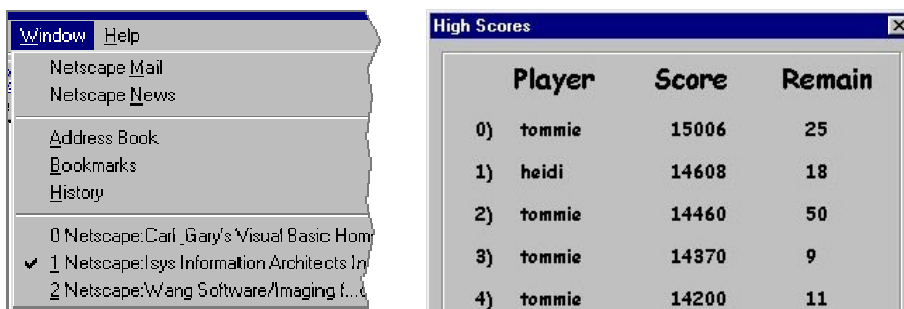 Window Help
Netscape Mail
Netscape News
Address Book
Bookmarks
History
0 Netscape:Carl_Gary's Visual Basic Hom
1 Netscape:Isys Information Architects In
2 Netscape:Wang Software/Imaging f...
High Scores
Player Score Remain
0) tommie 15006 25
1) heidi 14608 18
2) tommie 14460 50
3) tommie 14370 9
4) tommie 14200 11